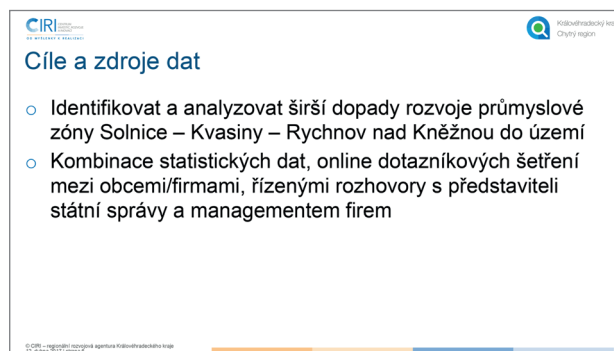 CIRI
OD MYŠLENKY K REALIZACI
Královéhradecký kraj
Chytrý region
Cíle a zdroje dat
Identifikovat a analyzovat širší dopady rozvoje průmyslové
zóny Solnice – Kvasiny – Rychnov nad Kněžnou do území
Kombinace statistických dat, online dotazníkových šetření
mezi obcemi/firmami, řízenými rozhovory s představiteli
státní správy a managementem firem
© CIRI – regionální rozvojová agentura Královéhradeckého kraje